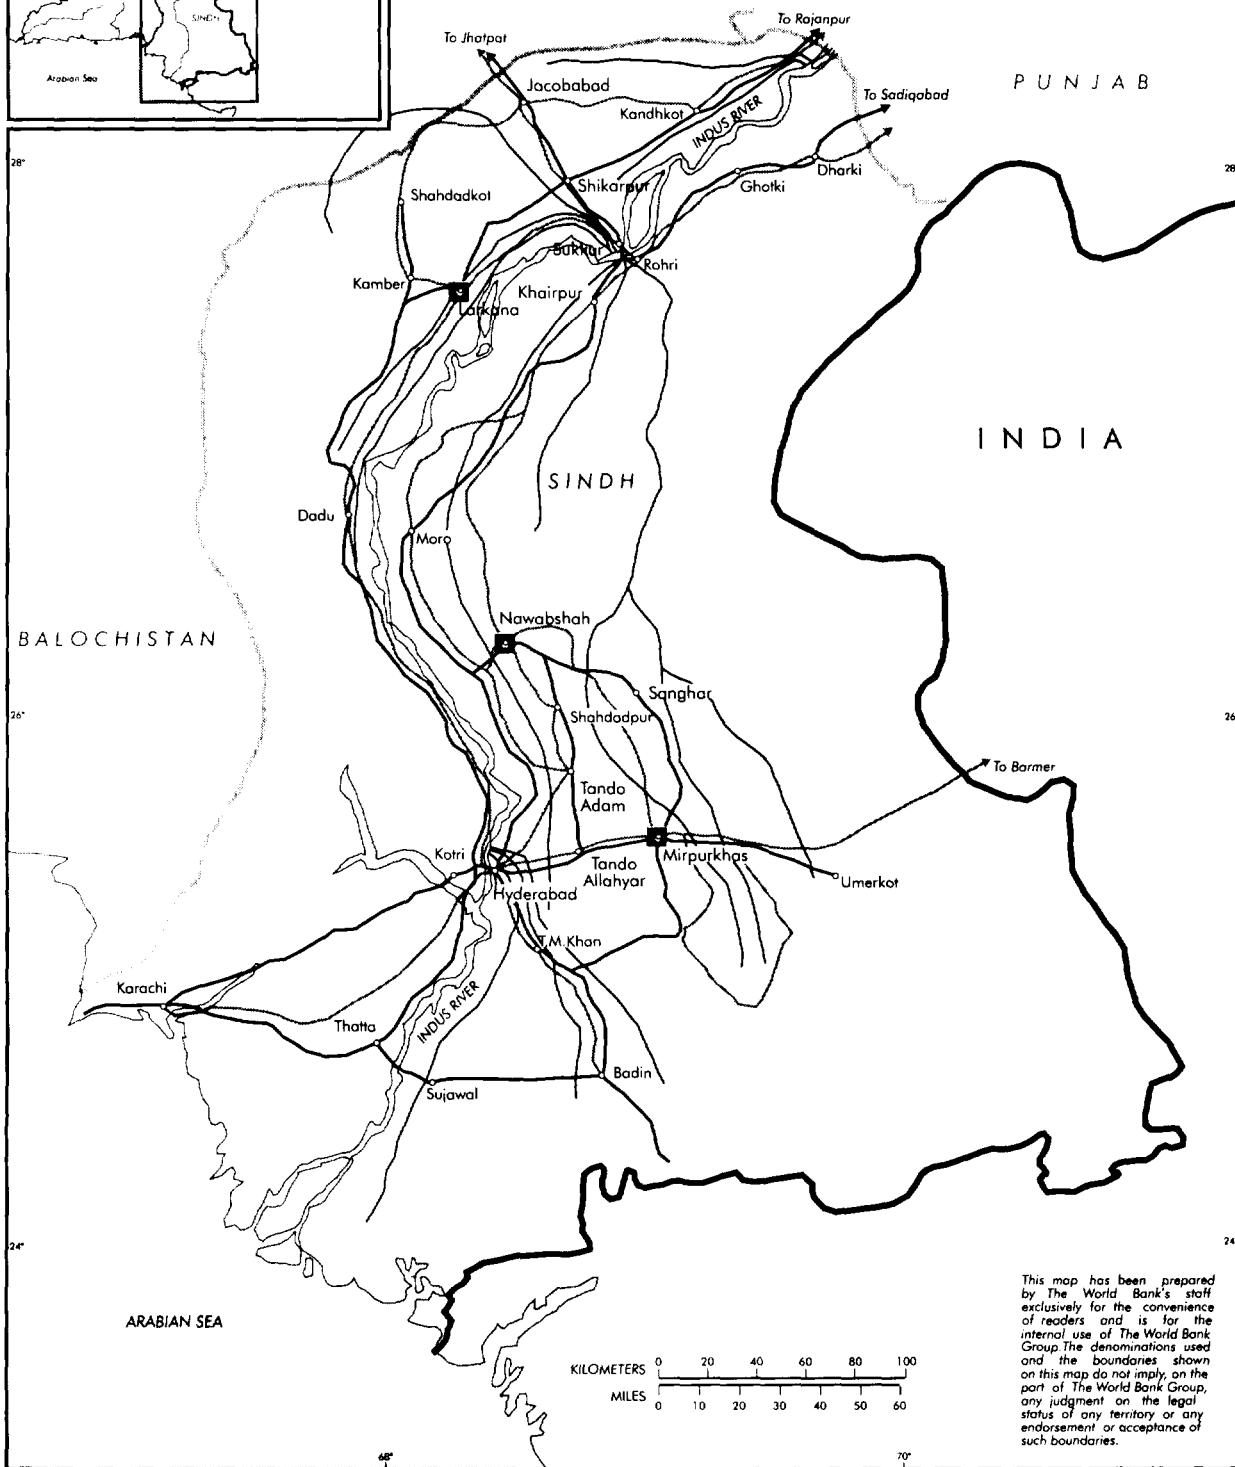 SINDH
Arabian Sea
To Jhatpat
To Rajanpur
PUNJAB
Jacobabad
To Sadiqabad
Kandhkot
INDUS RIVER
28°
28
Dharki
Shikarpur
Ghotki
Shahdadkot
Sukkur
Rohri
Kamber
Khairpur
Larkana
INDIA
SINDH
Dadu
Moro
Nawabshah
BALOCHISTAN
Sanghar
26°
Shahdadpur
26
To Barmer
Tando
Adam
Kotri
Mirpurkhas
Tando
Allahyar
Umerkot
Hyderabad
T.M.Khan
Karachi
INDUS RIVER
Thatta
Badin
Sujawal
24°
24
ARABIAN SEA
This map has been prepared
by The World Bank's staff
exclusively for the convenience
of readers and is for the
internal use of The World Bank
Group. The denominations used
and the boundaries shown
on this map do not imply, on the
part of The World Bank Group,
any judgment on the legal
status of any territory or any
endorsement or acceptance of
such boundaries.
KILOMETERS 0 20 40 60 80 100
MILES 0 10 20 30 40 50 60
68°
70°